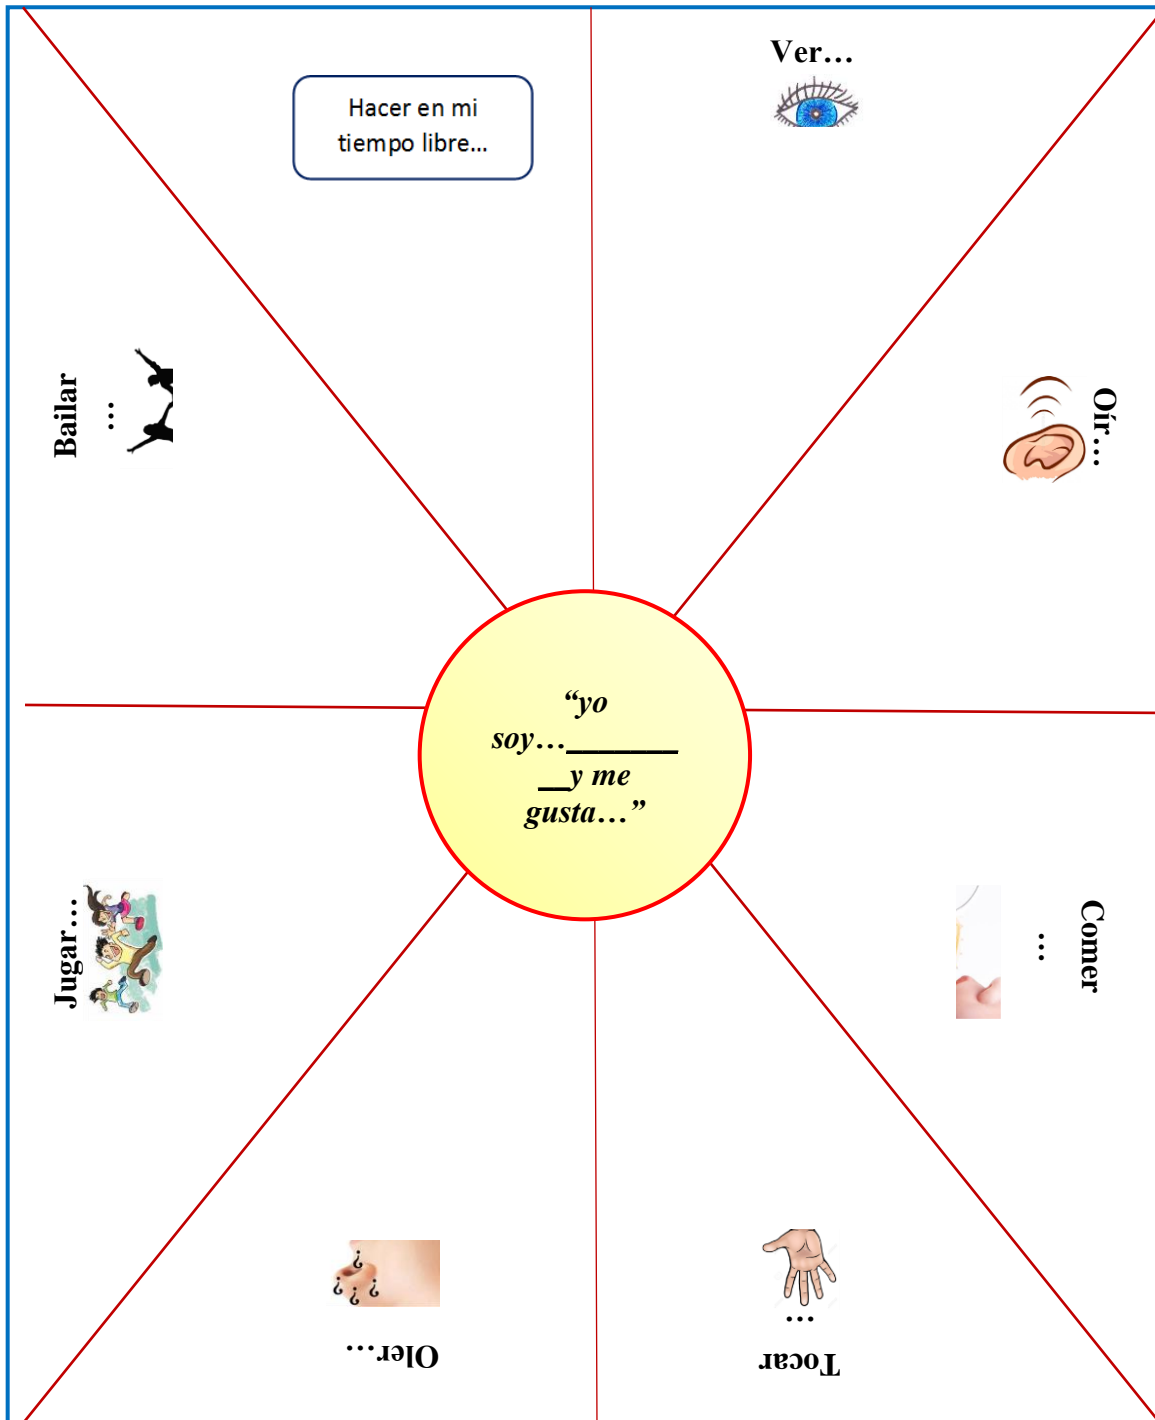 Ver…
Hacer en mi
tiempo libre…
Oír…
Bailar
…
“yo
soy…_______
__y me
gusta…”
Comer
…
Jugar…
¿
¿ ¿ ¿
Tocar
…
Oler…